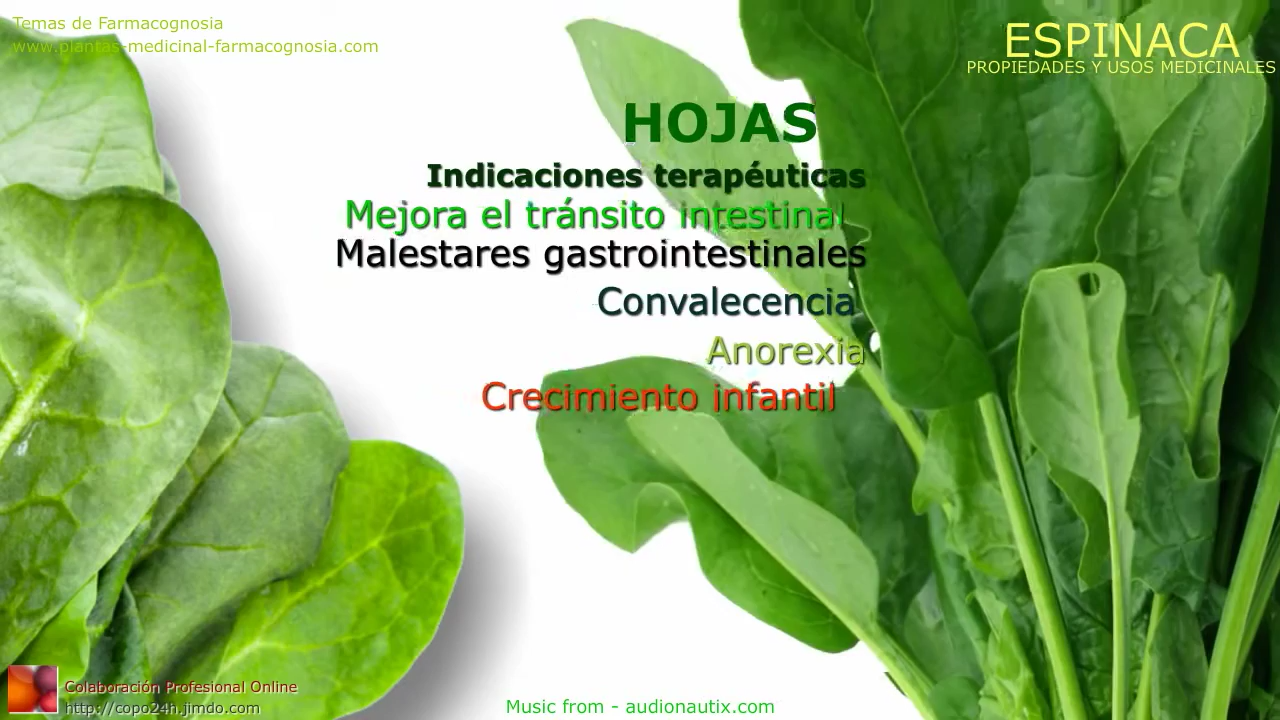 Temas de Farmacognosia
www.plantas-medicinal-farmacognosia.com
ESPINACA
PROPIEDADES Y USOS MEDICINALES
HOJAS
Indicaciones terapéuticas
Mejora el tránsito intestinal
Malestares gastrointestinales
Convalecencia
Anorexia
Crecimiento infantil
Colaboración Profesional Online
http://copo24h.jimdo.com
Music from - audionautix.com